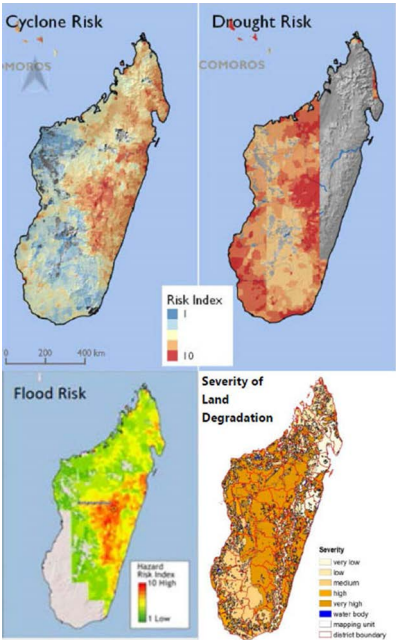 Cyclone Risk
COMOROS
Drought Risk
COMOROS
Risk Index
1
10
0 200 400 km
Flood Risk
Hazard
Risk Index
10 High
1 Low
Severity of
Land
Degradation
Severity
very low
low
medium
high
very high
water body
mapping unit
district boundary